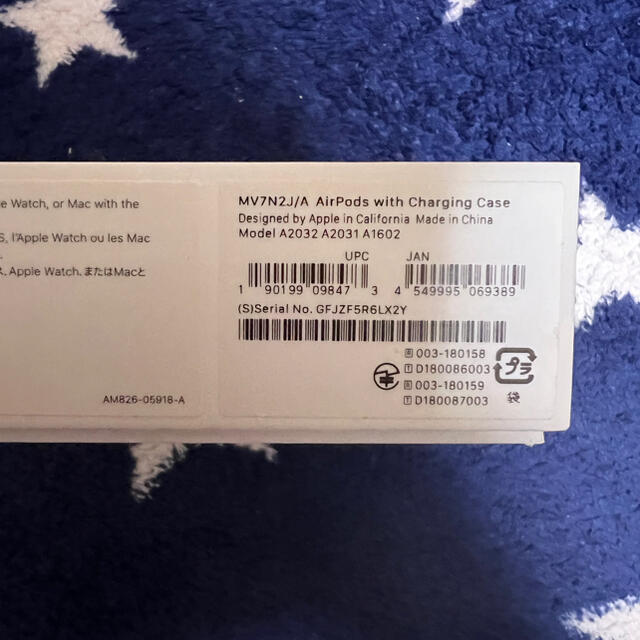 e Watch, or Mac with the
S, l'Apple Watch ou les Mac
ス、Apple Watch、またはMacと
AM826-05918-A
MV7N2J/A AirPods with Charging Case
Designed by Apple in California Made in China
Model A2032 A2031 A1602
UPC JAN
1 90199 09847 3 4 549995 069389
(S)Serial No. GFJZF5R6LX2Y
R 003-180158
T D180086003
R 003-180159
T D180087003
プラ
袋